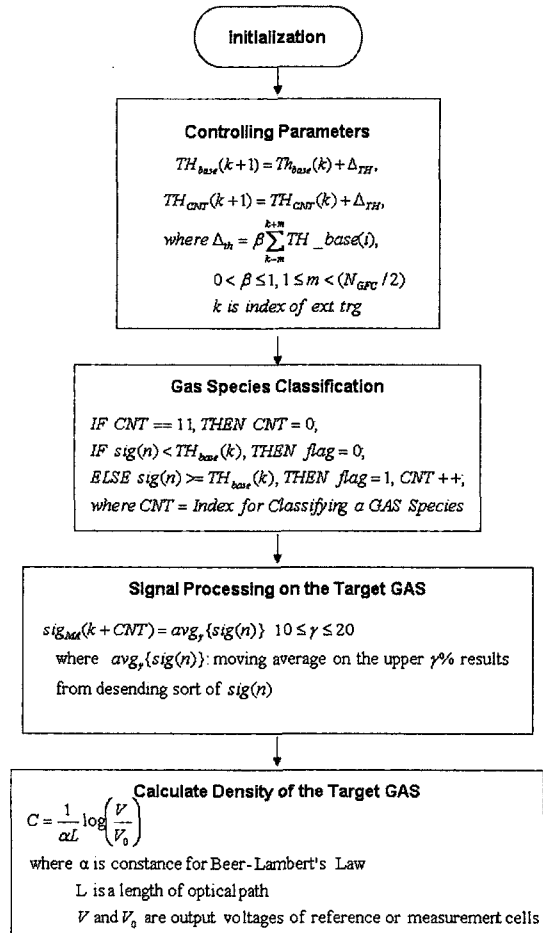 Initialization
Controlling Parameters
TH_base(k+1) = Th_base(k) + Δ_TH,
TH_CNT(k+1) = TH_CNT(k) + Δ_TH,
where Δ_th = β∑_{k-m}^{k+m} TH _base(i),
0 < β ≤ 1, 1 ≤ m < (N_GFC / 2)
k is index of ext trg
Gas Species Classification
IF CNT == 11, THEN CNT = 0,
IF sig(n) < TH_base(k), THEN flag = 0;
ELSE sig(n) >= TH_base(k), THEN flag = 1, CNT ++;
where CNT = Index for Classifying a GAS Species
Signal Processing on the Target GAS
sig_MA(k + CNT) = avg_γ{sig(n)} 10 ≤ γ ≤ 20
where avg_γ{sig(n)}: moving average on the upper γ% results
from desending sort of sig(n)
Calculate Density of the Target GAS
C = 1/(αL) log(V/V_0)
where α is constance for Beer-Lambert's Law
L is a length of optical path
V and V_0 are output voltages of reference or measurement cells